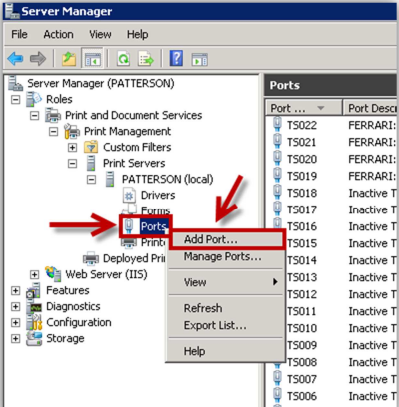 Server Manager
File Action View Help
Server Manager (PATTERSON)
Roles
Print and Document Services
Print Management
Custom Filters
Print Servers
PATTERSON (local)
Drivers
Forms
Ports
Printe
Deployed Pri
Web Server (IIS)
Features
Diagnostics
Configuration
Storage
Add Port...
Manage Ports...
View
Refresh
Export List...
Help
Ports
Port ... Port Descr
TS022 FERRARI:
TS021 FERRARI:
TS020 FERRARI:
TS019 FERRARI:
TS018 Inactive T
TS017 Inactive T
TS016 Inactive T
TS015 Inactive T
TS014 Inactive T
TS013 Inactive T
TS012 Inactive T
TS011 Inactive T
TS010 Inactive T
TS009 Inactive T
TS008 Inactive T
TS007 Inactive T
TS006 Inactive T